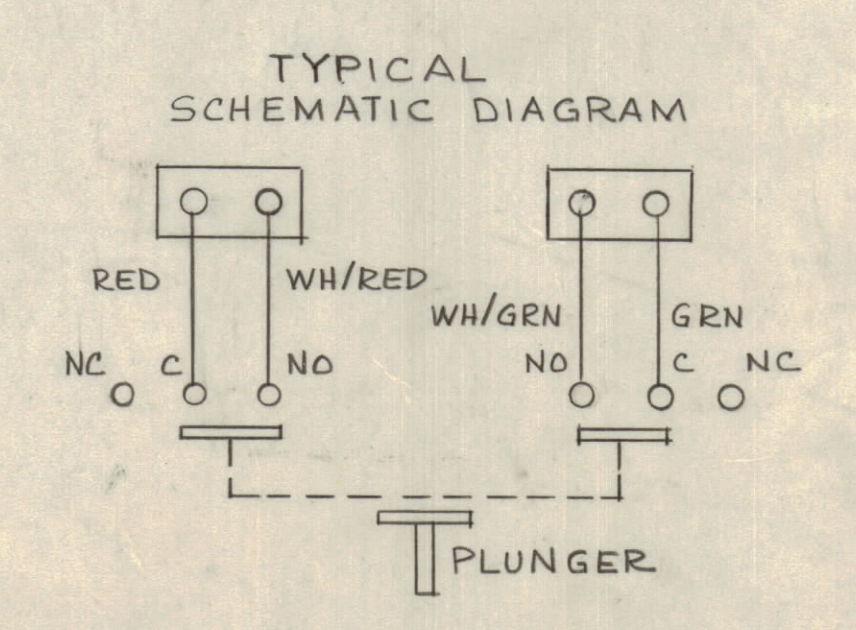 TYPICAL
SCHEMATIC DIAGRAM
RED WH/RED
WH/GRN GRN
NC C NO
NO C NC
PLUNGER